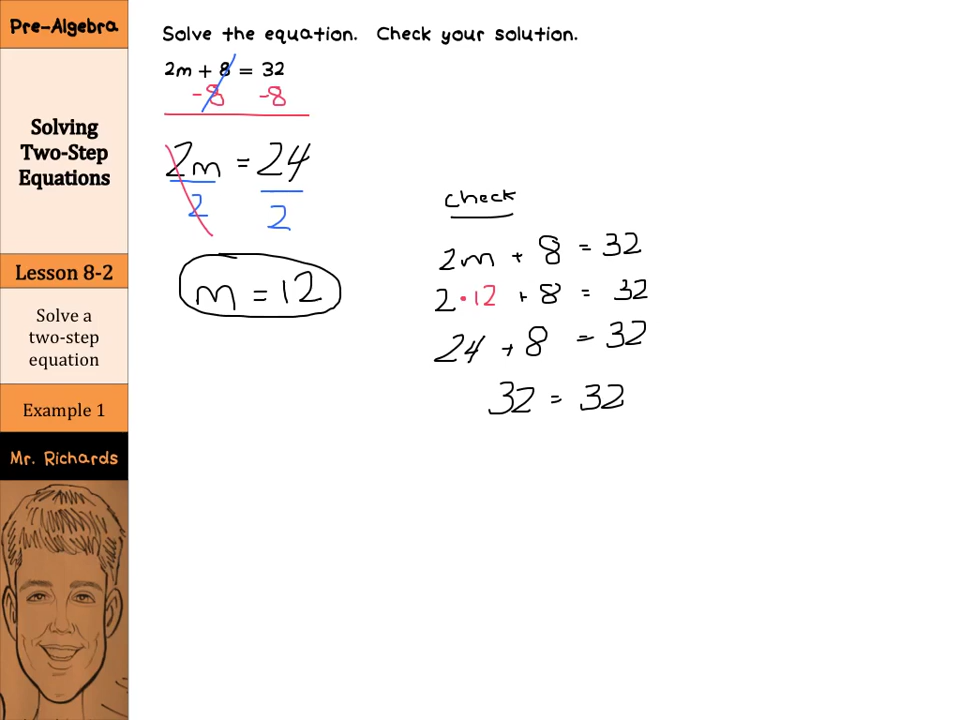 Pre-Algebra
Solving
Two-Step
Equations
Lesson 8-2
Solve a
two-step
equation
Example 1
Mr. Richards
Solve the equation. Check your solution.
2m + 8 = 32
-8 -8
2m = 24
2 2
m = 12
Check
2m + 8 = 32
2 • 12 + 8 = 32
24 + 8 = 32
32 = 32